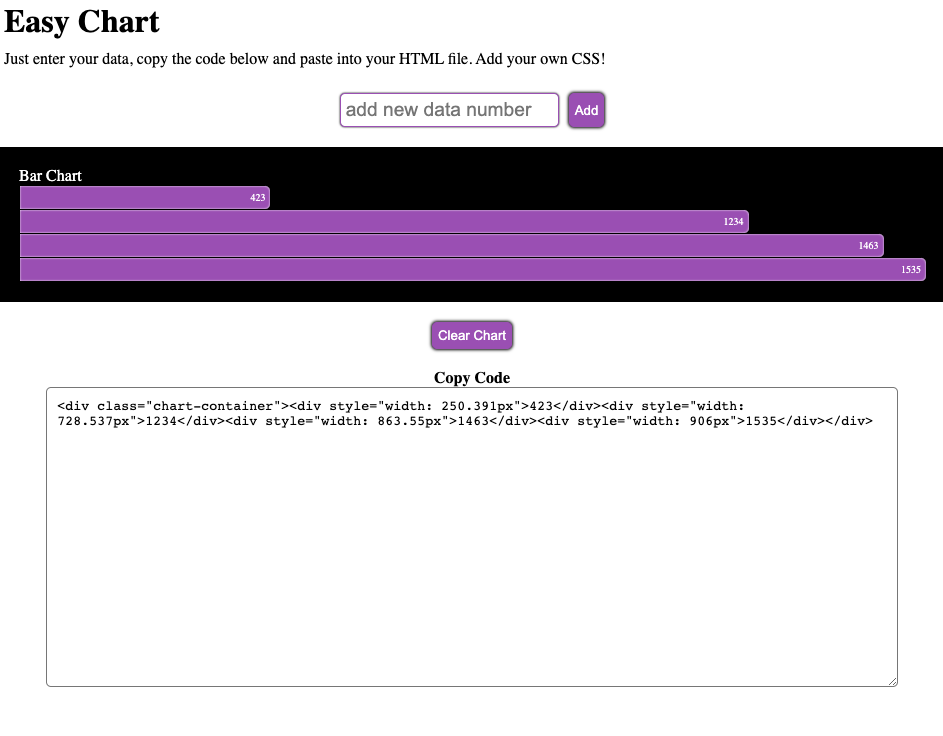 Easy Chart
Just enter your data, copy the code below and paste into your HTML file. Add your own CSS!
add new data number Add
Bar Chart
423
1234
1463
1535
Clear Chart
Copy Code
<div class="chart-container"><div style="width: 250.391px">423</div><div style="width:
728.537px">1234</div><div style="width: 863.55px">1463</div><div style="width: 906px">1535</div></div>